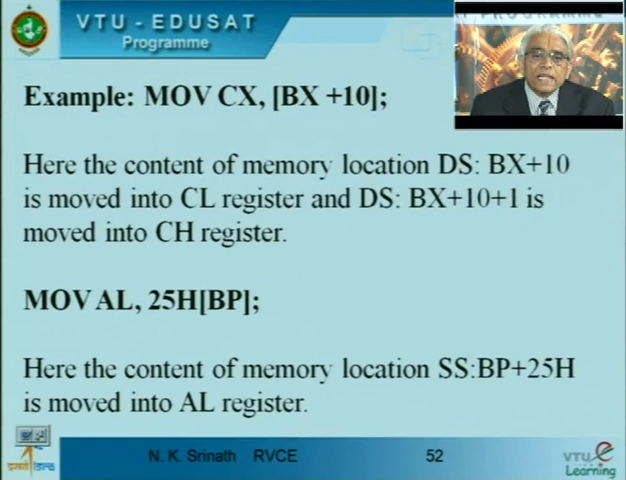 VTU - EDUSAT
Programme
Example: MOV CX, [BX +10];
Here the content of memory location DS: BX+10
is moved into CL register and DS: BX+10+1 is
moved into CH register.
MOV AL, 25H[BP];
Here the content of memory location SS:BP+25H
is moved into AL register.
N. K. Srinath RVCE 52
VTU e
Learning